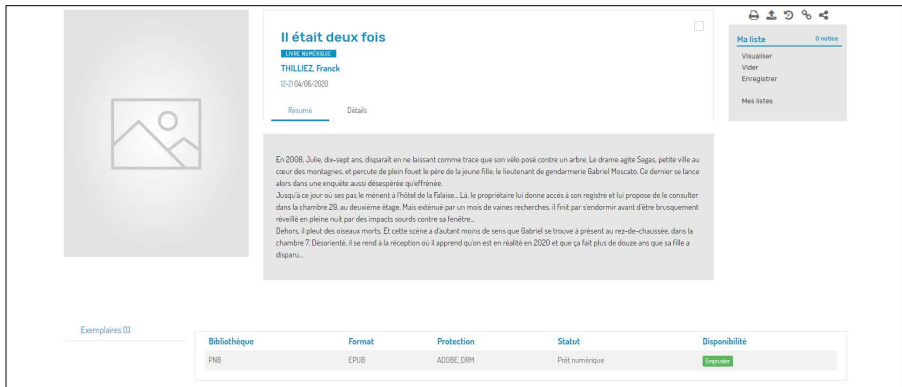 Il était deux fois
LIVRE NUMÉRIQUE
THILLIEZ, Franck
12-21 04/06/2020
Résumé Détails
Ma liste 0 notice
Visualiser
Vider
Enregistrer
Mes listes
En 2008, Julie, dix-sept ans, disparaît en ne laissant comme trace que son vélo posé contre un arbre. Le drame agite Sagas, petite ville au
cœur des montagnes, et percute de plein fouet le père de la jeune fille, le lieutenant de gendarmerie Gabriel Moscato. Ce dernier se lance
alors dans une enquête aussi désespérée qu'effrénée.
Jusqu'à ce jour où ses pas le mènent à l'hôtel de la Falaise... Là, le propriétaire lui donne accès à son registre et lui propose de le consulter
dans la chambre 29, au deuxième étage. Mais exténué par un mois de vaines recherches, il finit par s'endormir avant d'être brusquement
réveillé en pleine nuit par des impacts sourds contre sa fenêtre...
Dehors, il pleut des oiseaux morts. Et cette scène a d'autant moins de sens que Gabriel se trouve à présent au rez-de-chaussée, dans la
chambre 7. Désorienté, il se rend à la réception où il apprend qu'on est en réalité en 2020 et que ça fait plus de douze ans que sa fille a
disparu...
Exemplaires (1)
Bibliothèque Format Protection Statut Disponibilité
PNB EPUB ADOBE_DRM Prêt numérique Emprunter